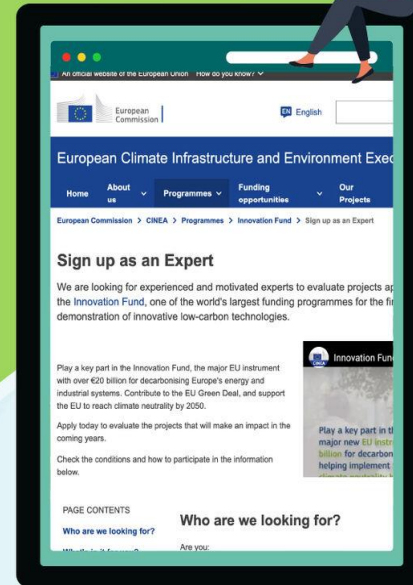 An official website of the European Union How do you know?
European
Commission
EN English
European Climate Infrastructure and Environment Exec
Home
About
us
Programmes
Funding
opportunities
Our
Projects
European Commission > CINEA > Programmes > Innovation Fund > Sign up as an Expert
Sign up as an Expert
We are looking for experienced and motivated experts to evaluate projects ap
the Innovation Fund, one of the world's largest funding programmes for the fi
demonstration of innovative low-carbon technologies.
Play a key part in the Innovation Fund, the major EU instrument
with over €20 billion for decarbonising Europe's energy and
industrial systems. Contribute to the EU Green Deal, and support
the EU to reach climate neutrality by 2050.
Apply today to evaluate the projects that will make an impact in the
coming years.
Check the conditions and how to participate in the information
below.
Innovation Fun
Play a key part in th
major new EU instr
billion for decarbon
helping implement
climate neutrality b
PAGE CONTENTS
Who are we looking for?
What's in it for you?
Who are we looking for?
Are you: